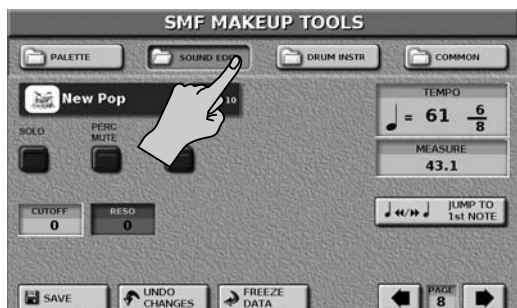 SMF MAKEUP TOOLS
PALETTE
SOUND
DRUM INSTR
COMMON
New Pop
10
TEMPO
= 61 6/8
SOLO
PERC
MUTE
MEASURE
43.1
CUTOFF
0
RESO
0
JUMP TO
1st NOTE
SAVE
UNDO
CHANGES
FREEZE
DATA
PAGE
8